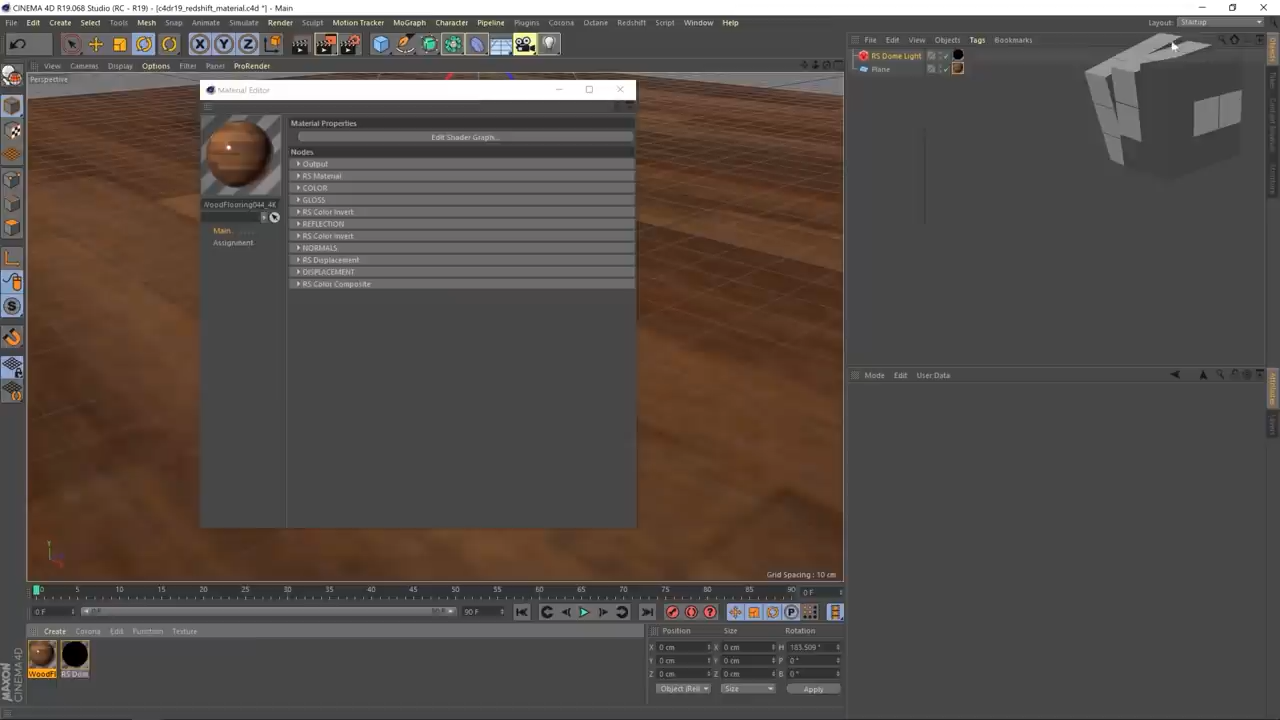 CINEMA 4D R19.068 Studio (RC - R19) - [c4dr19_redshift_material.c4d *] - Main
File Edit Create Select Tools Mesh Snap Animate Simulate Render Sculpt Motion Tracker MoGraph Character Pipeline Plugins Corona Octane Redshift Script Window Help
Layout: Startup
X Y Z
File Edit View Objects Tags Bookmarks
View Cameras Display Options Filter Panel ProRender
Perspective
RS Dome Light
Plane
Material Editor
Material Properties
Edit Shader Graph...
Nodes
Output
RS Material
COLOR
GLOSS
RS Color Invert
REFLECTION
RS Color Invert
NORMALS
RS Displacement
DISPLACEMENT
RS Color Composite
WoodFlouring044_4K
Main
Assignment
Mode Edit User Data
Attributes
Grid Spacing : 10 cm
0 5 10 15 20 25 30 35 40 45 50 55 60 65 70 75 80 85 90 0 F
0 F 90 F
Create Corona Edit Function Texture
WoodFl RS Dom
Position Size Rotation
X 0 cm X 0 cm H 183.509 °
Y 0 cm Y 0 cm P 0 °
Z 0 cm Z 0 cm B 0 °
Object (Rel) Size Apply
MAXON CINEMA 4D